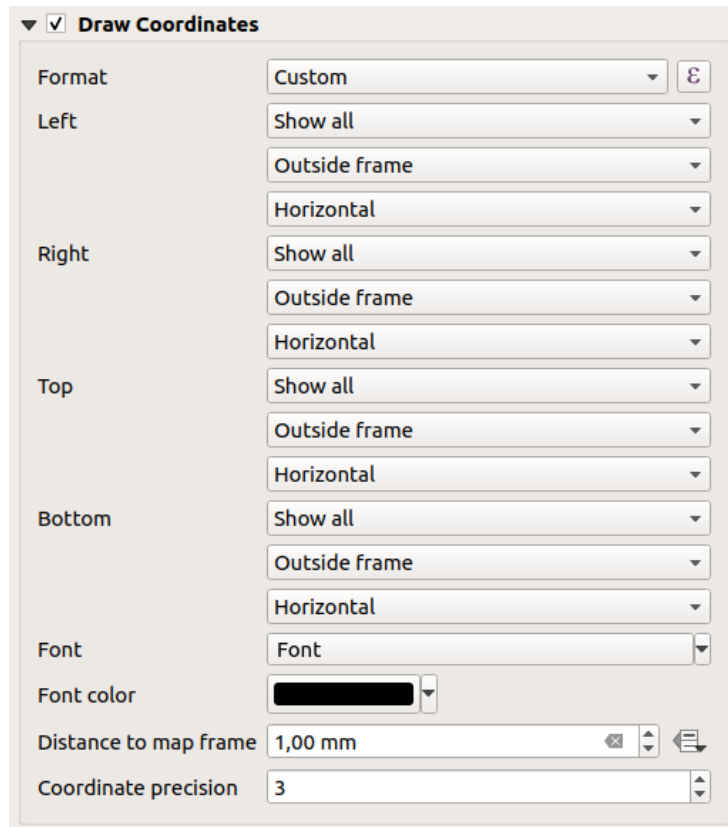 Draw Coordinates
Format Custom ε
Left Show all
Outside frame
Horizontal
Right Show all
Outside frame
Horizontal
Top Show all
Outside frame
Horizontal
Bottom Show all
Outside frame
Horizontal
Font Font
Font color
Distance to map frame 1,00 mm
Coordinate precision 3